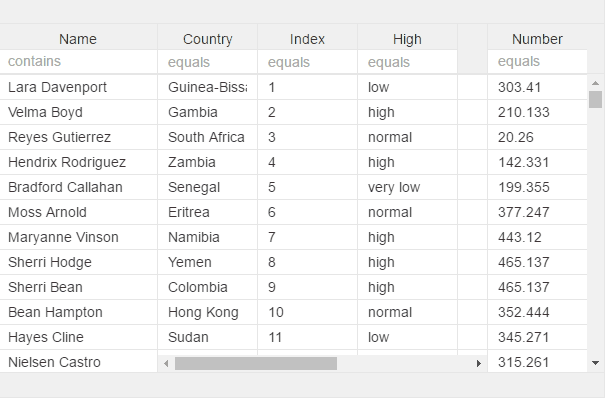 Name Country Index High Number
contains equals equals equals equals
Lara Davenport Guinea-Bissa 1 low 303.41
Velma Boyd Gambia 2 high 210.133
Reyes Gutierrez South Africa 3 normal 20.26
Hendrix Rodriguez Zambia 4 high 142.331
Bradford Callahan Senegal 5 very low 199.355
Moss Arnold Eritrea 6 normal 377.247
Maryanne Vinson Namibia 7 high 443.12
Sherri Hodge Yemen 8 high 465.137
Sherri Bean Colombia 9 high 465.137
Bean Hampton Hong Kong 10 normal 352.444
Hayes Cline Sudan 11 low 345.271
Nielsen Castro 315.261